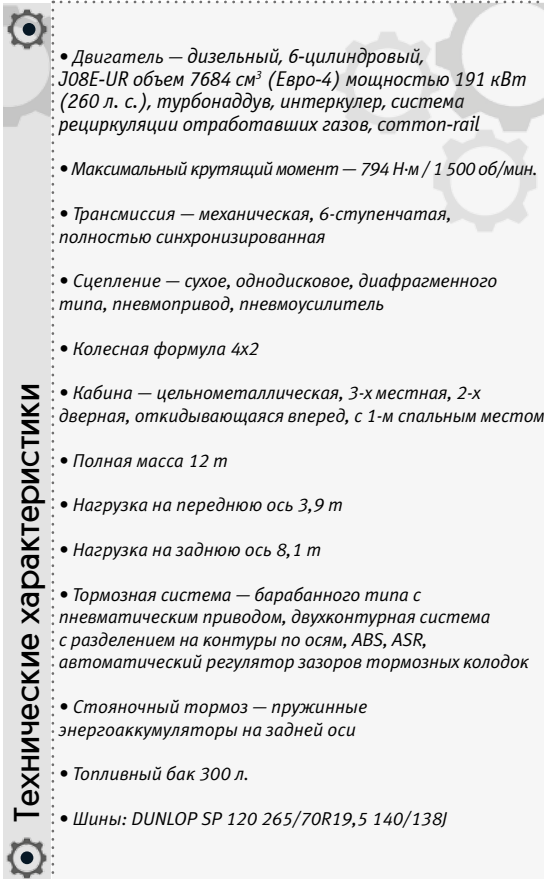 Технические характеристики
• Двигатель — дизельный, 6-цилиндровый,
J08E-UR объем 7684 см³ (Евро-4) мощностью 191 кВт
(260 л. с.), турбонаддув, интеркулер, система
рециркуляции отработавших газов, common-rail
• Максимальный крутящий момент — 794 Н·м / 1 500 об/мин.
• Трансмиссия — механическая, 6-ступенчатая,
полностью синхронизированная
• Сцепление — сухое, однодисковое, диафрагменного
типа, пневмопривод, пневмоусилитель
• Колесная формула 4x2
• Кабина — цельнометаллическая, 3-х местная, 2-х
дверная, откидывающаяся вперед, с 1-м спальным местом
• Полная масса 12 т
• Нагрузка на переднюю ось 3,9 т
• Нагрузка на заднюю ось 8,1 т
• Тормозная система — барабанного типа с
пневматическим приводом, двухконтурная система
с разделением на контуры по осям, ABS, ASR,
автоматический регулятор зазоров тормозных колодок
• Стояночный тормоз — пружинные
энергоаккумуляторы на задней оси
• Топливный бак 300 л.
• Шины: DUNLOP SP 120 265/70R19,5 140/138J